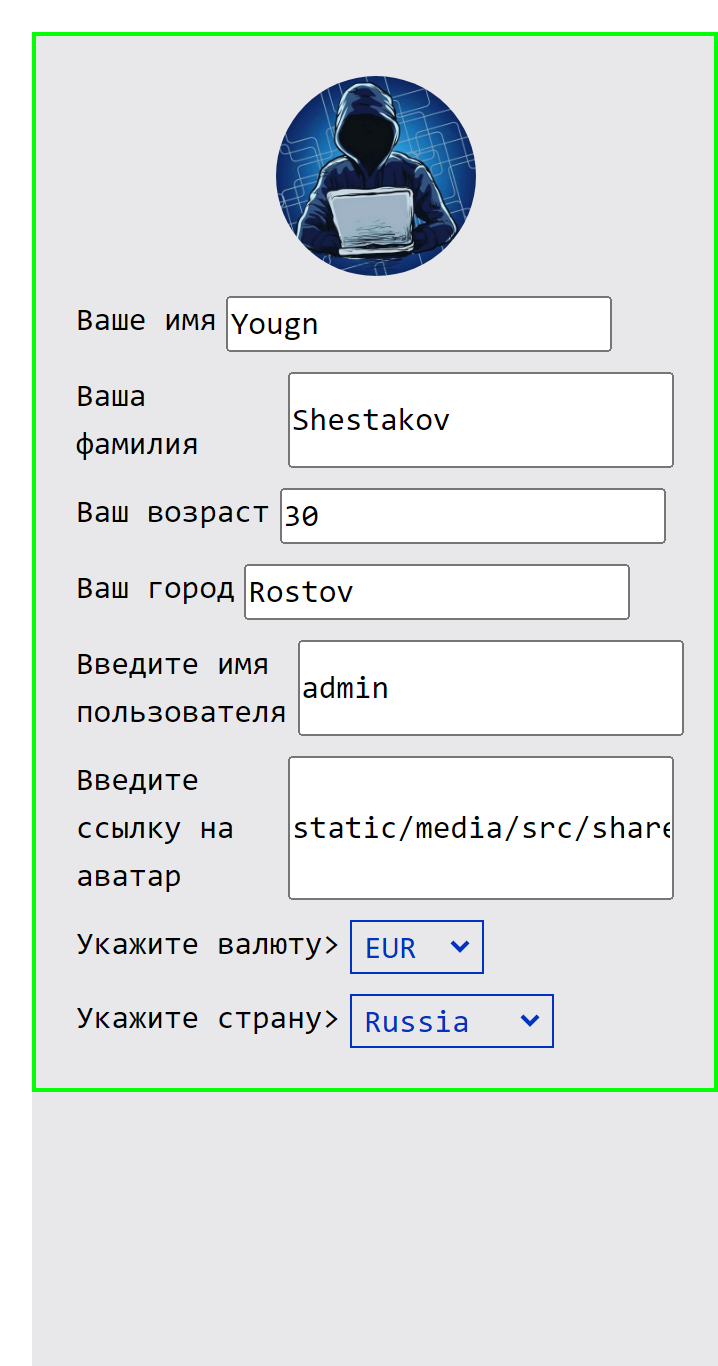 Ваше имя Yougn
Ваша
фамилия
Shestakov
Ваш возраст 30
Ваш город Rostov
Введите имя
пользователя
admin
Введите
ссылку на
аватар
static/media/src/share
Укажите валюту> EUR
Укажите страну> Russia